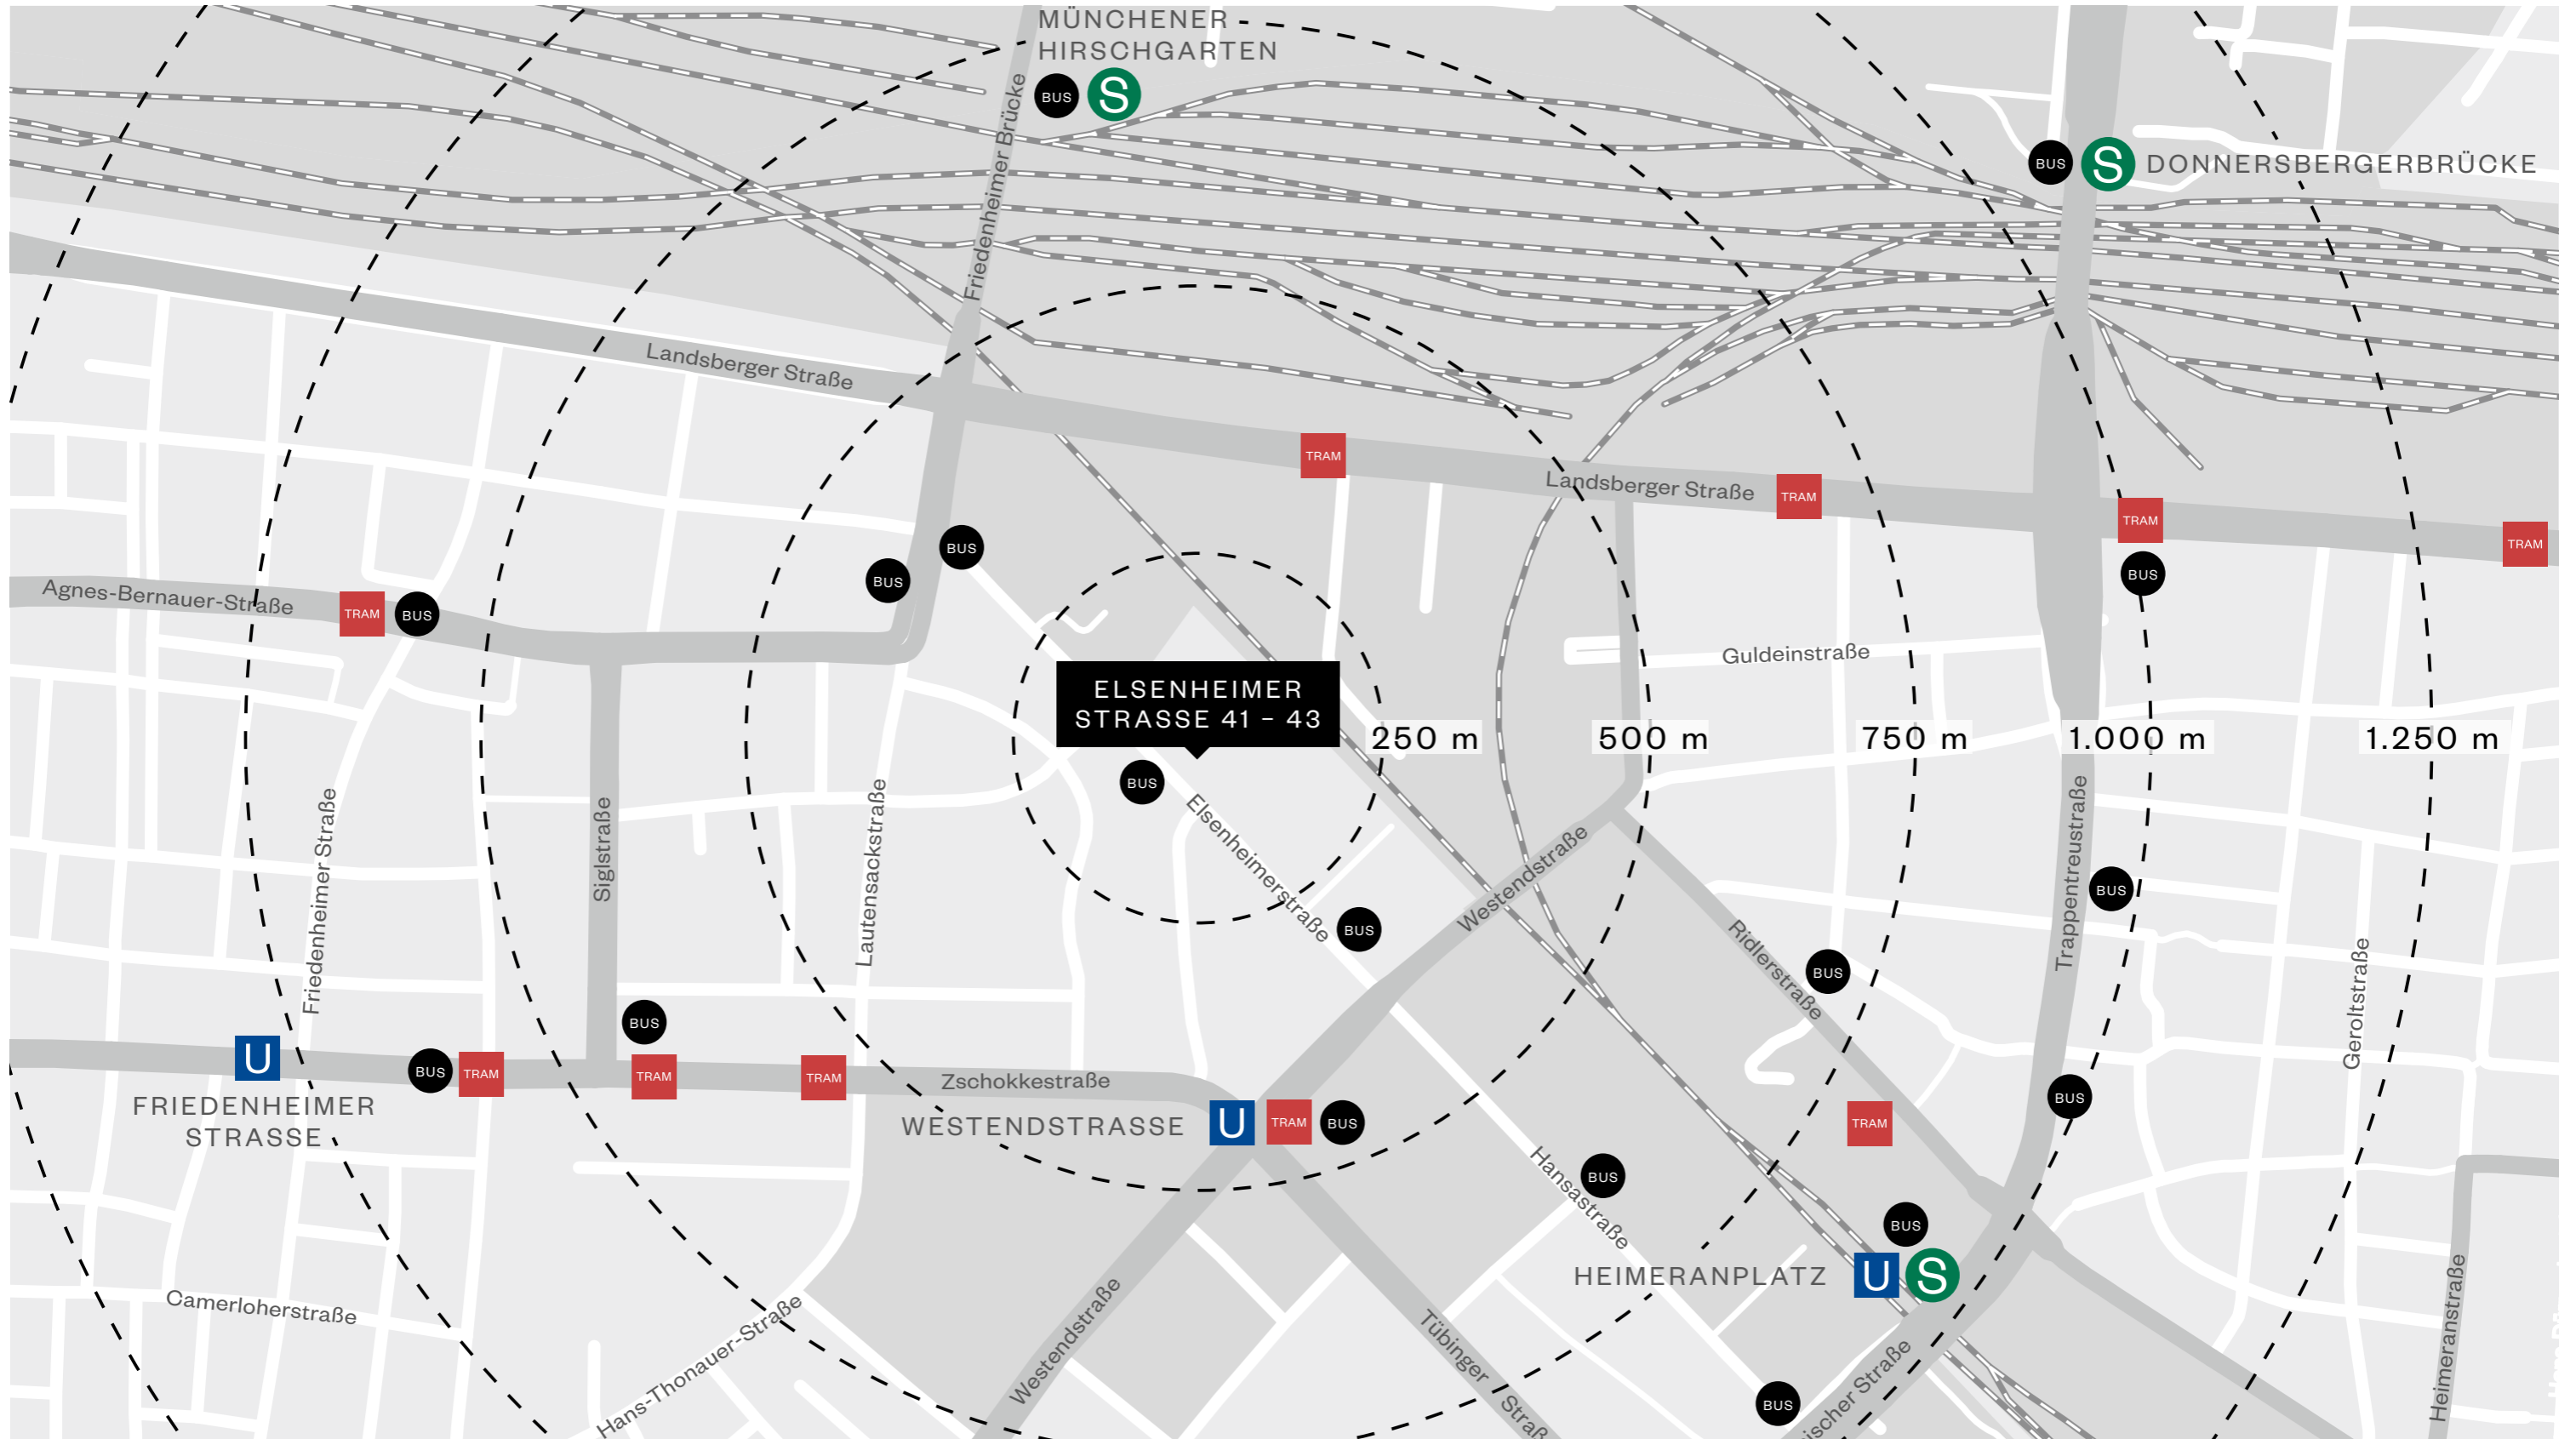 MÜNCHENER
HIRSCHGARTEN
BUS
S
Friedenheimer Brücke
BUS
S
DONNERSBERGERBRÜCKE
Landsberger Straße
TRAM
Landsberger Straße
TRAM
TRAM
TRAM
BUS
BUS
BUS
Agnes-Bernauer-Straße
TRAM
BUS
Guldeinstraße
ELSENHEIMER
STRASSE 41 – 43
250 m
500 m
750 m
1.000 m
1.250 m
BUS
Friedenheimer Straße
Siglstraße
Lautensackstraße
Elsenheimerstraße
BUS
Westendstraße
Ridlerstraße
BUS
Trappentreustraße
BUS
Geroltstraße
BUS
U
FRIEDENHEIMER
STRASSE
BUS
TRAM
TRAM
TRAM
Zschokkestraße
WESTENDSTRASSE
U
TRAM
BUS
TRAM
BUS
Hansastraße
BUS
BUS
HEIMERANPLATZ
U
S
Camerloherstraße
Hans-Thonauer-Straße
Westendstraße
Tübinger Straß
BUS
ischer Straße
Heimeranstraße